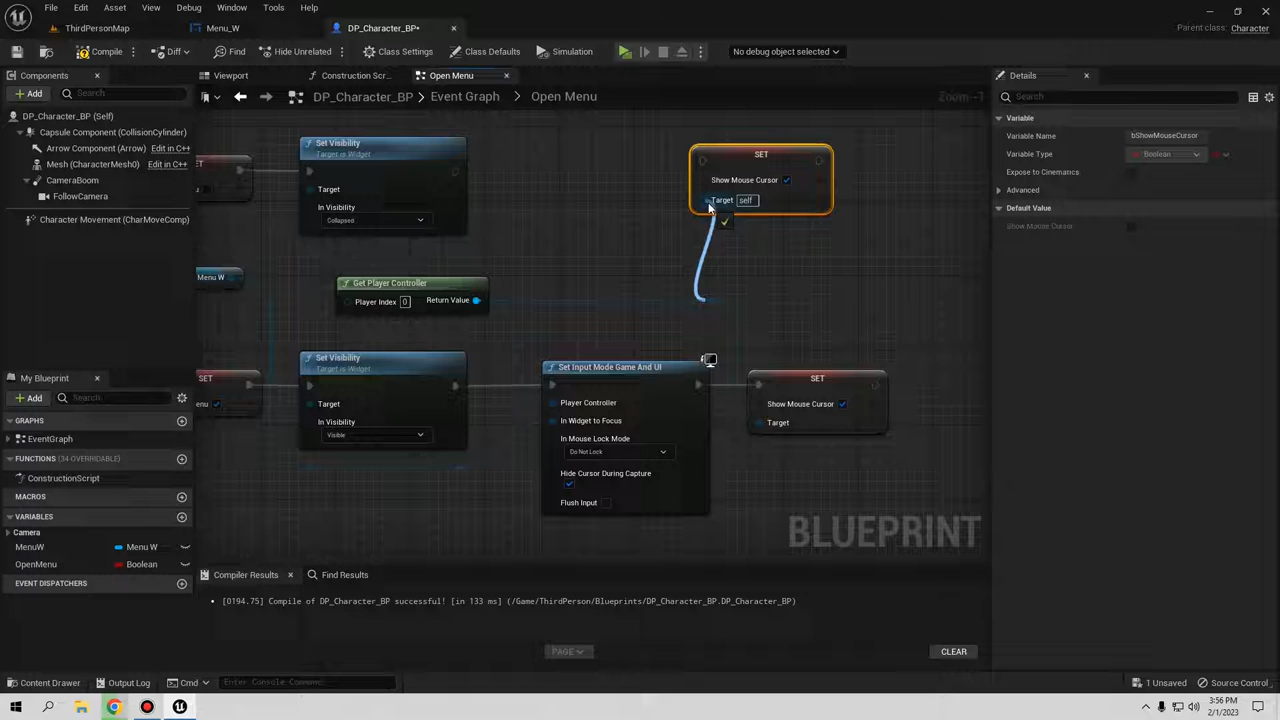 File Edit Asset View Debug Window Tools Help
ThirdPersonMap Menu_W DP_Character_BP•
Parent class: Character
Compile Diff Find Hide Unrelated Class Settings Class Defaults Simulation No debug object selected
Components
Add Search
DP_Character_BP (Self)
Capsule Component (CollisionCylinder)
Arrow Component (Arrow) Edit in C++
Mesh (CharacterMesh0) Edit in C++
CameraBoom
FollowCamera
Character Movement (CharMoveComp)
My Blueprint
Add Search
GRAPHS
EventGraph
FUNCTIONS (34 OVERRIDABLE)
ConstructionScript
MACROS
VARIABLES
Camera
MenuW Menu W
OpenMenu Boolean
EVENT DISPATCHERS
Viewport Construction Scr... Open Menu
DP_Character_BP > Event Graph > Open Menu
Zoom -1
Set Visibility
Target is Widget
Target
In Visibility
Collapsed
SET
Show Mouse Cursor
Target self
Menu W
Get Player Controller
Player Index 0 Return Value
SET
Set Visibility
Target is Widget
Target
In Visibility
Visible
Set Input Mode Game And UI
Player Controller
In Widget to Focus
In Mouse Lock Mode
Do Not Lock
Hide Cursor During Capture
Flush Input
SET
Show Mouse Cursor
Target
BLUEPRINT
Compiler Results Find Results
[0194.75] Compile of DP_Character_BP successful! [in 133 ms] (/Game/ThirdPerson/Blueprints/DP_Character_BP.DP_Character_BP)
PAGE CLEAR
Details
Search
Variable
Variable Name bShowMouseCursor
Variable Type Boolean
Expose to Cinematics
Advanced
Default Value
Show Mouse Cursor
Content Drawer Output Log Cmd Enter Console Command
1 Unsaved Source Control
3:56 PM
2/1/2023